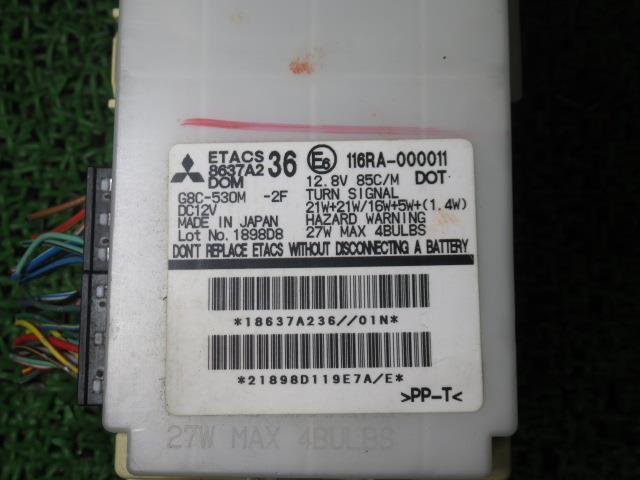 ETACS 36 E6 116RA-000011
8637A2
DOM 12.8V 85C/M DOT
G8C-530M -2F TURN SIGNAL
DC12V 21W+21W/16W+5W+(1.4W)
MADE IN JAPAN HAZARD WARNING
Lot No. 1898D8 27W MAX 4BULBS
DON'T REPLACE ETACS WITHOUT DISCONNECTING A BATTERY
*18637A236//01N*
*21898D119E7A/E*
>PP-T<
27W MAX 4BULBS